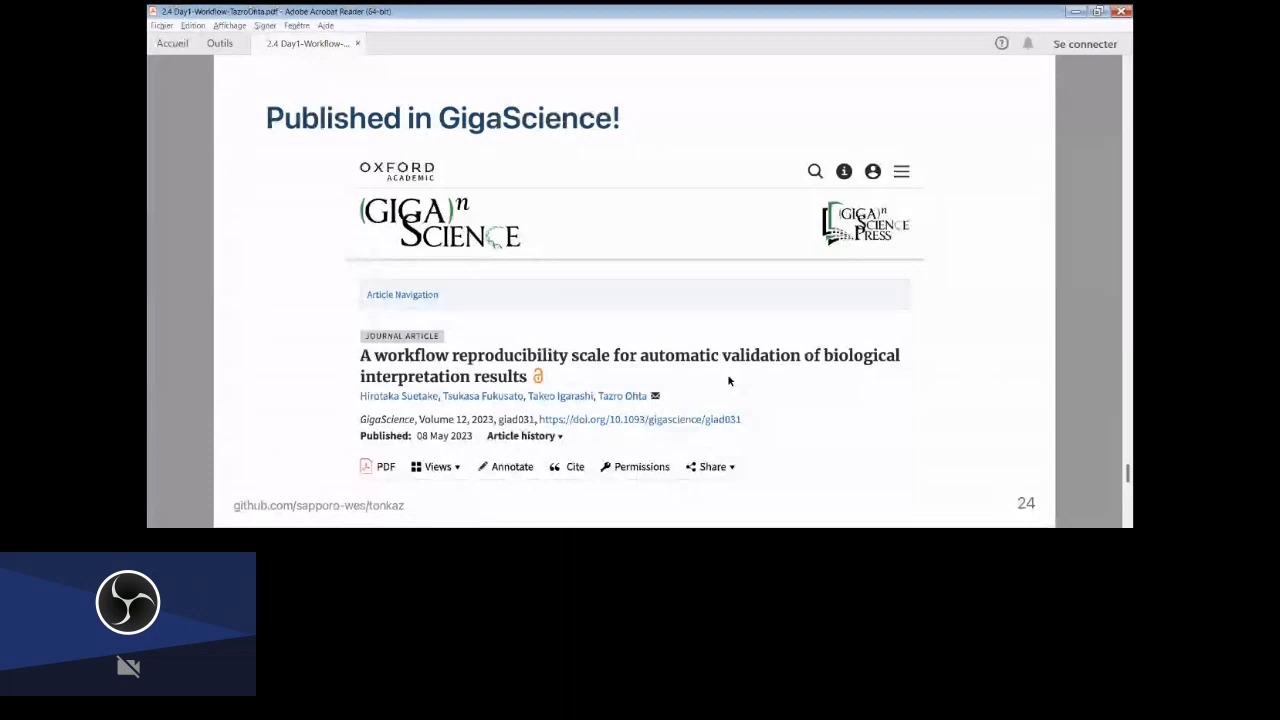 2.4 Day1-Workflow-TazroOhta.pdf - Adobe Acrobat Reader (64-bit)
Fichier Edition Affichage Signer Fenêtre Aide
Accueil Outils 2.4 Day1-Workflow-... × Se connecter
Published in GigaScience!
OXFORD
ACADEMIC
(GIGA)n
SCIENCE
(GIGA)n
SCIENCE
PRESS
Article Navigation
JOURNAL ARTICLE
A workflow reproducibility scale for automatic validation of biological
interpretation results
Hirotaka Suetake, Tsukasa Fukusato, Takeo Igarashi, Tazro Ohta
GigaScience, Volume 12, 2023, giad031, https://doi.org/10.1093/gigascience/giad031
Published: 08 May 2023 Article history
PDF Views Annotate Cite Permissions Share
github.com/sapporo-wes/tonkaz
24